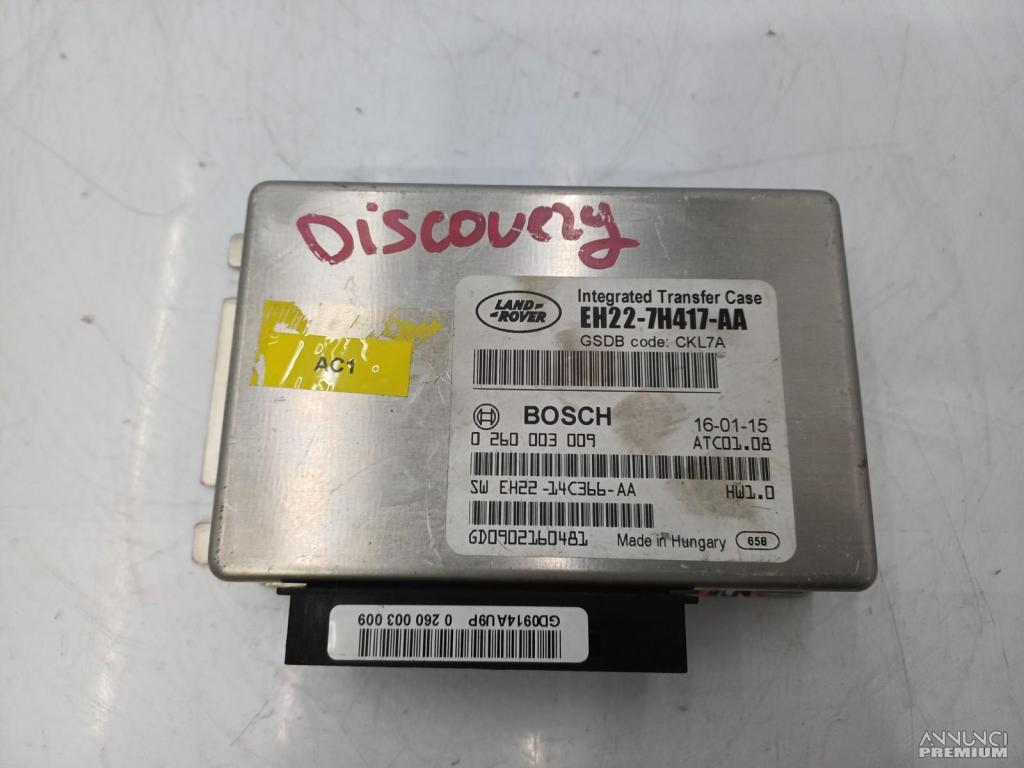 Discovery
LAND-
-ROVER
Integrated Transfer Case
EH22-7H417-AA
GSDB code: CKL7A
AC1
BOSCH
16-01-15
0 260 003 009
ATC01.08
SW EH22-14C366-AA
HW1.0
GD0902160481
Made in Hungary
658
GD0914AU9P 0 260 003 009
ANNUNCI
PREMIUM